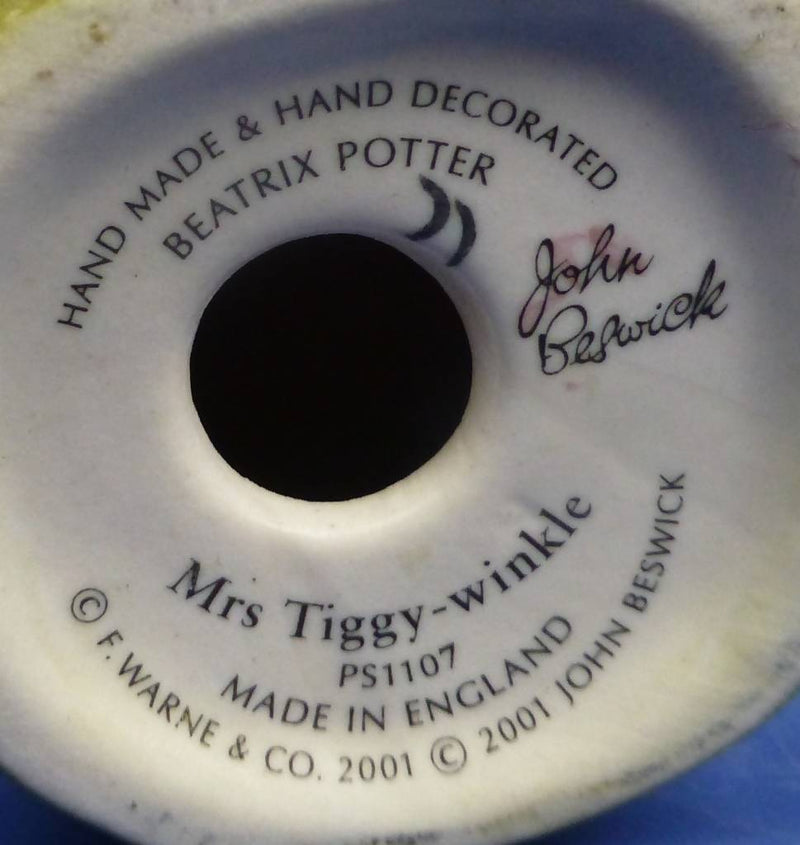 HAND MADE & HAND DECORATED
BEATRIX POTTER
John
Beswick
Mrs Tiggy-winkle
PS1107
MADE IN ENGLAND
© F. WARNE & CO. 2001 © 2001 JOHN BESWICK